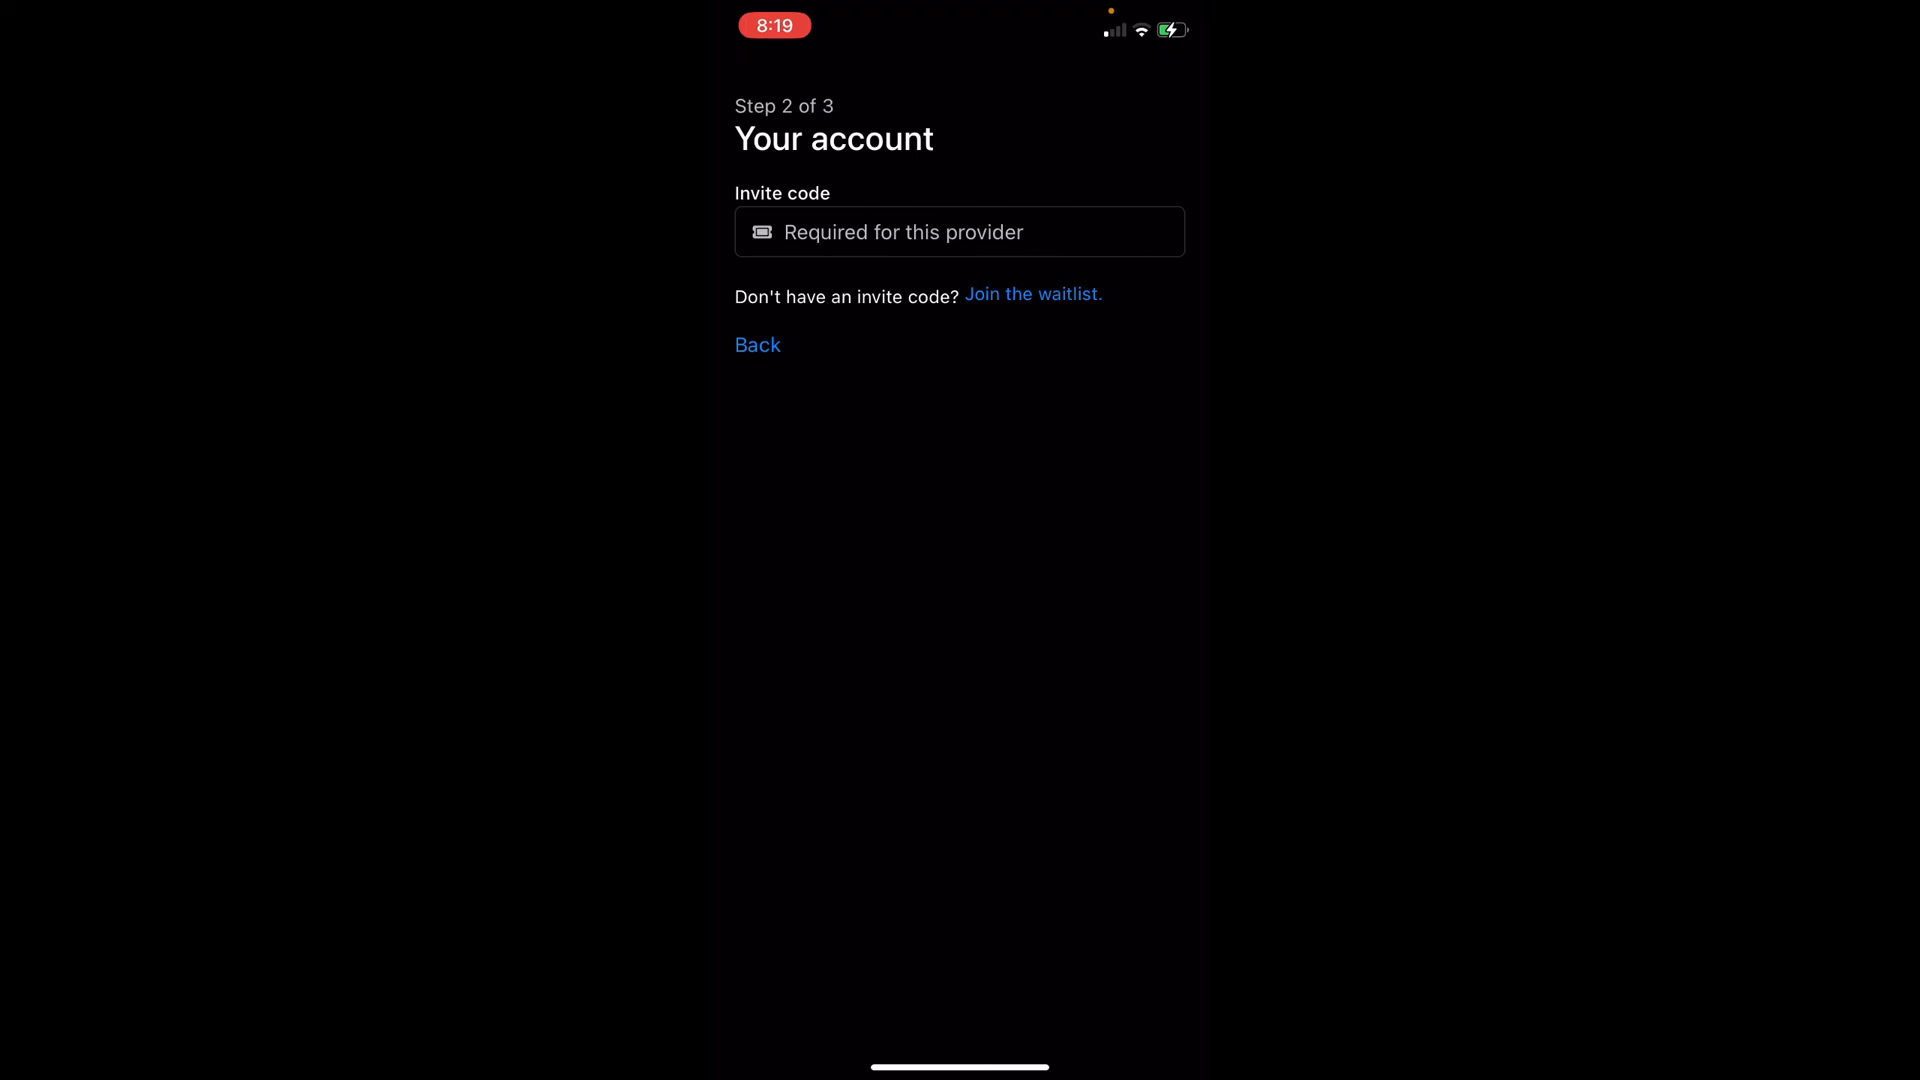 8:19
Step 2 of 3
Your account
Invite code
Required for this provider
Don't have an invite code? Join the waitlist.
Back